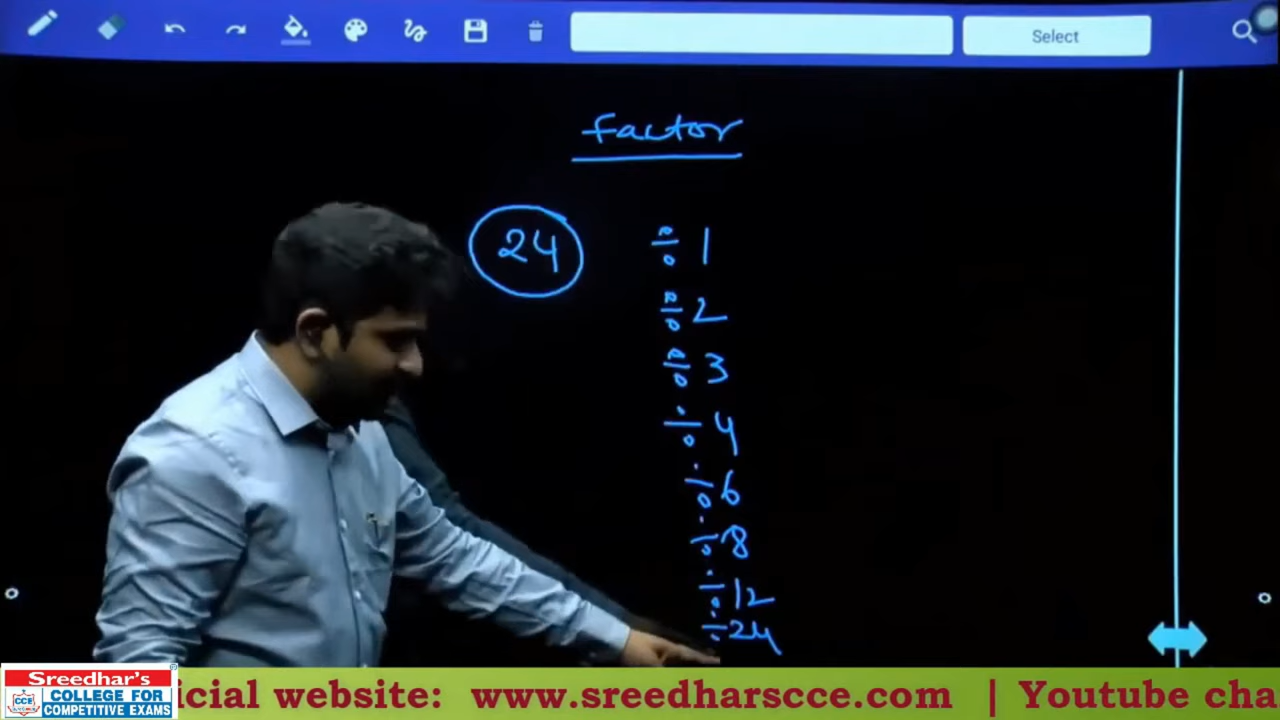 Select
Factor
24
÷ 1
÷ 2
÷ 3
÷ 4
÷ 6
÷ 8
÷ 12
÷ 24
Sreedhar's
CCE
COLLEGE FOR
COMPETITIVE EXAMS
icial website: www.sreedharscce.com | Youtube cha